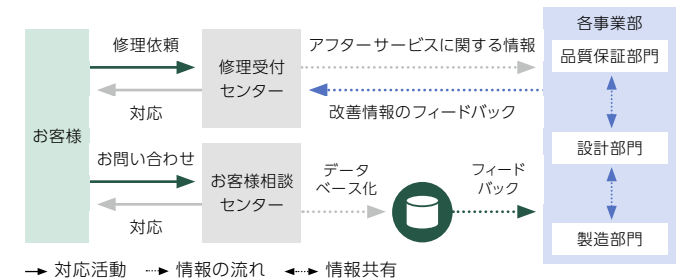 各事業部
修理依頼
アフターサービスに関する情報
品質保証部門
修理受付
センター
改善情報のフィードバック
対応
お客様
お問い合わせ
データ
ベース化
フィード
バック
設計部門
お客様相談
センター
対応
製造部門
対応活動
情報の流れ
情報共有